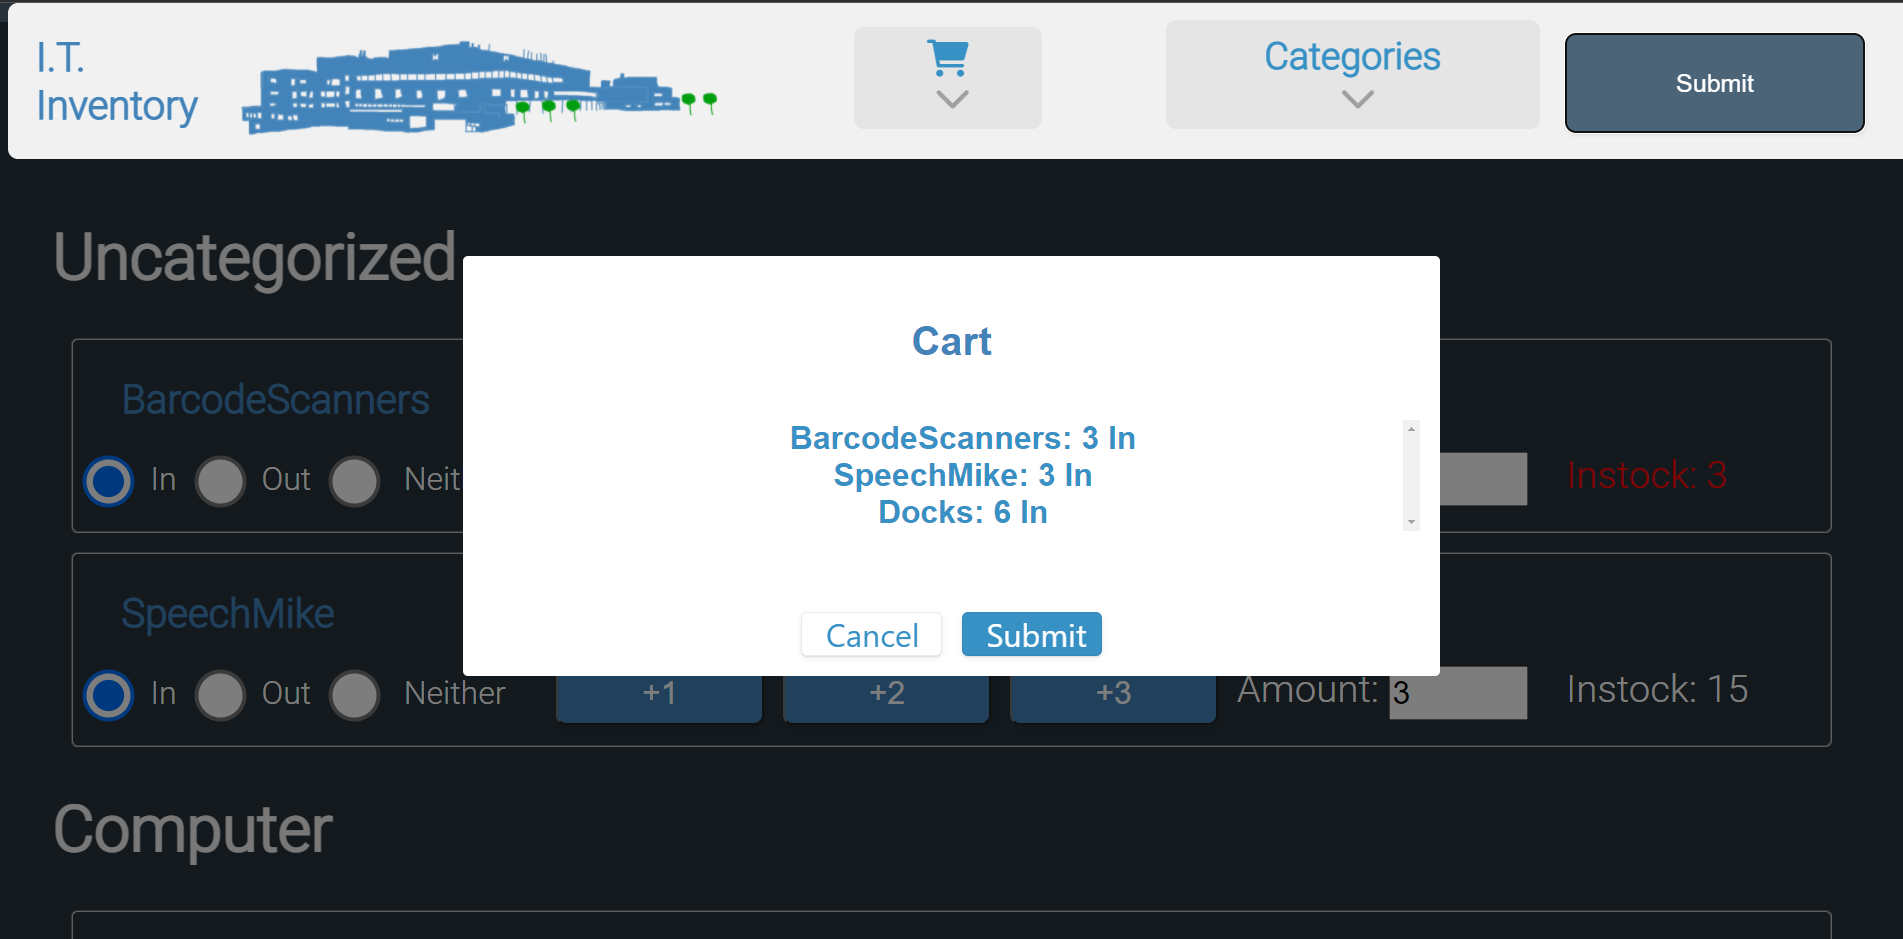 I.T.
Inventory
Categories
Submit
Uncategorized
Cart
BarcodeScanners
BarcodeScanners: 3 In
SpeechMike: 3 In
Docks: 6 In
In
Out
Neit
Instock: 3
SpeechMike
Cancel
Submit
In
Out
Neither
+1
+2
+3
Amount: 3
Instock: 15
Computer